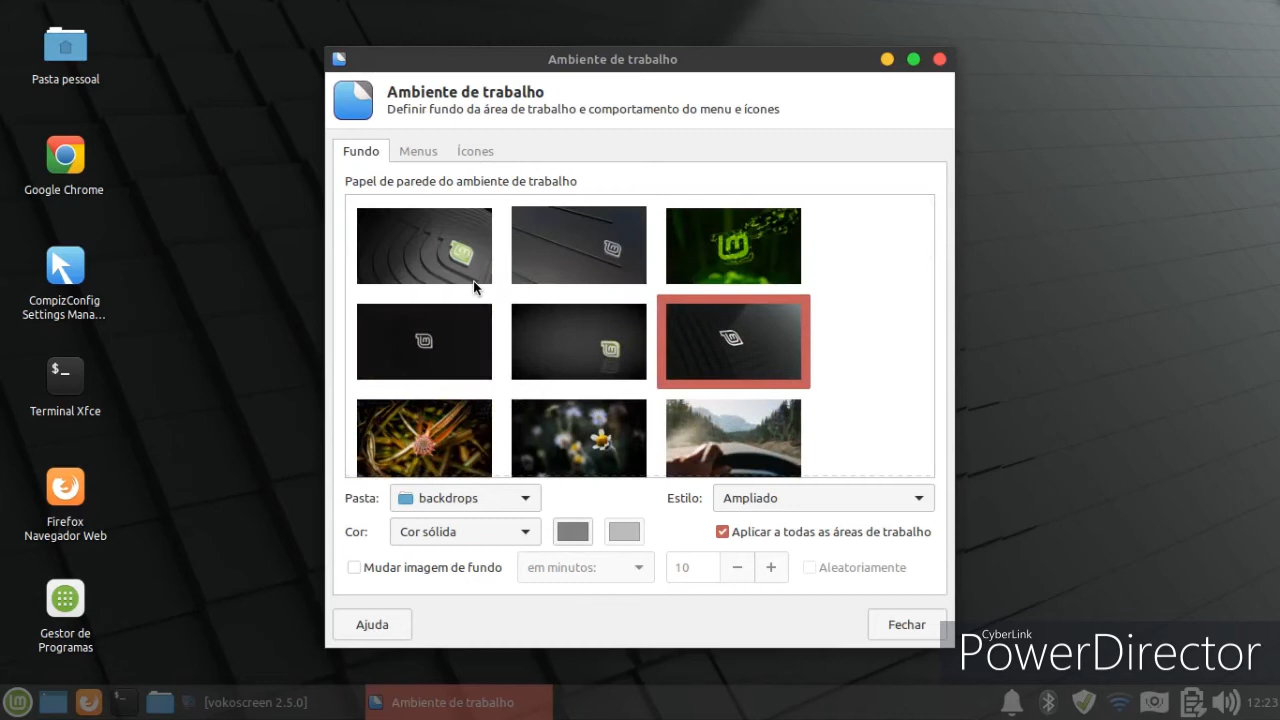 Pasta pessoal
Google Chrome
CompizConfig
Settings Mana...
$_
Terminal Xfce
Firefox
Navegador Web
Gestor de
Programas
Ambiente de trabalho
Ambiente de trabalho
Definir fundo da área de trabalho e comportamento do menu e ícones
Fundo Menus Ícones
Papel de parede do ambiente de trabalho
Pasta: backdrops Estilo: Ampliado
Cor: Cor sólida Aplicar a todas as áreas de trabalho
Mudar imagem de fundo em minutos: 10 − + Aleatoriamente
Ajuda Fechar
CyberLink
PowerDirector
[vokoscreen 2.5.0] Ambiente de trabalho 12:23